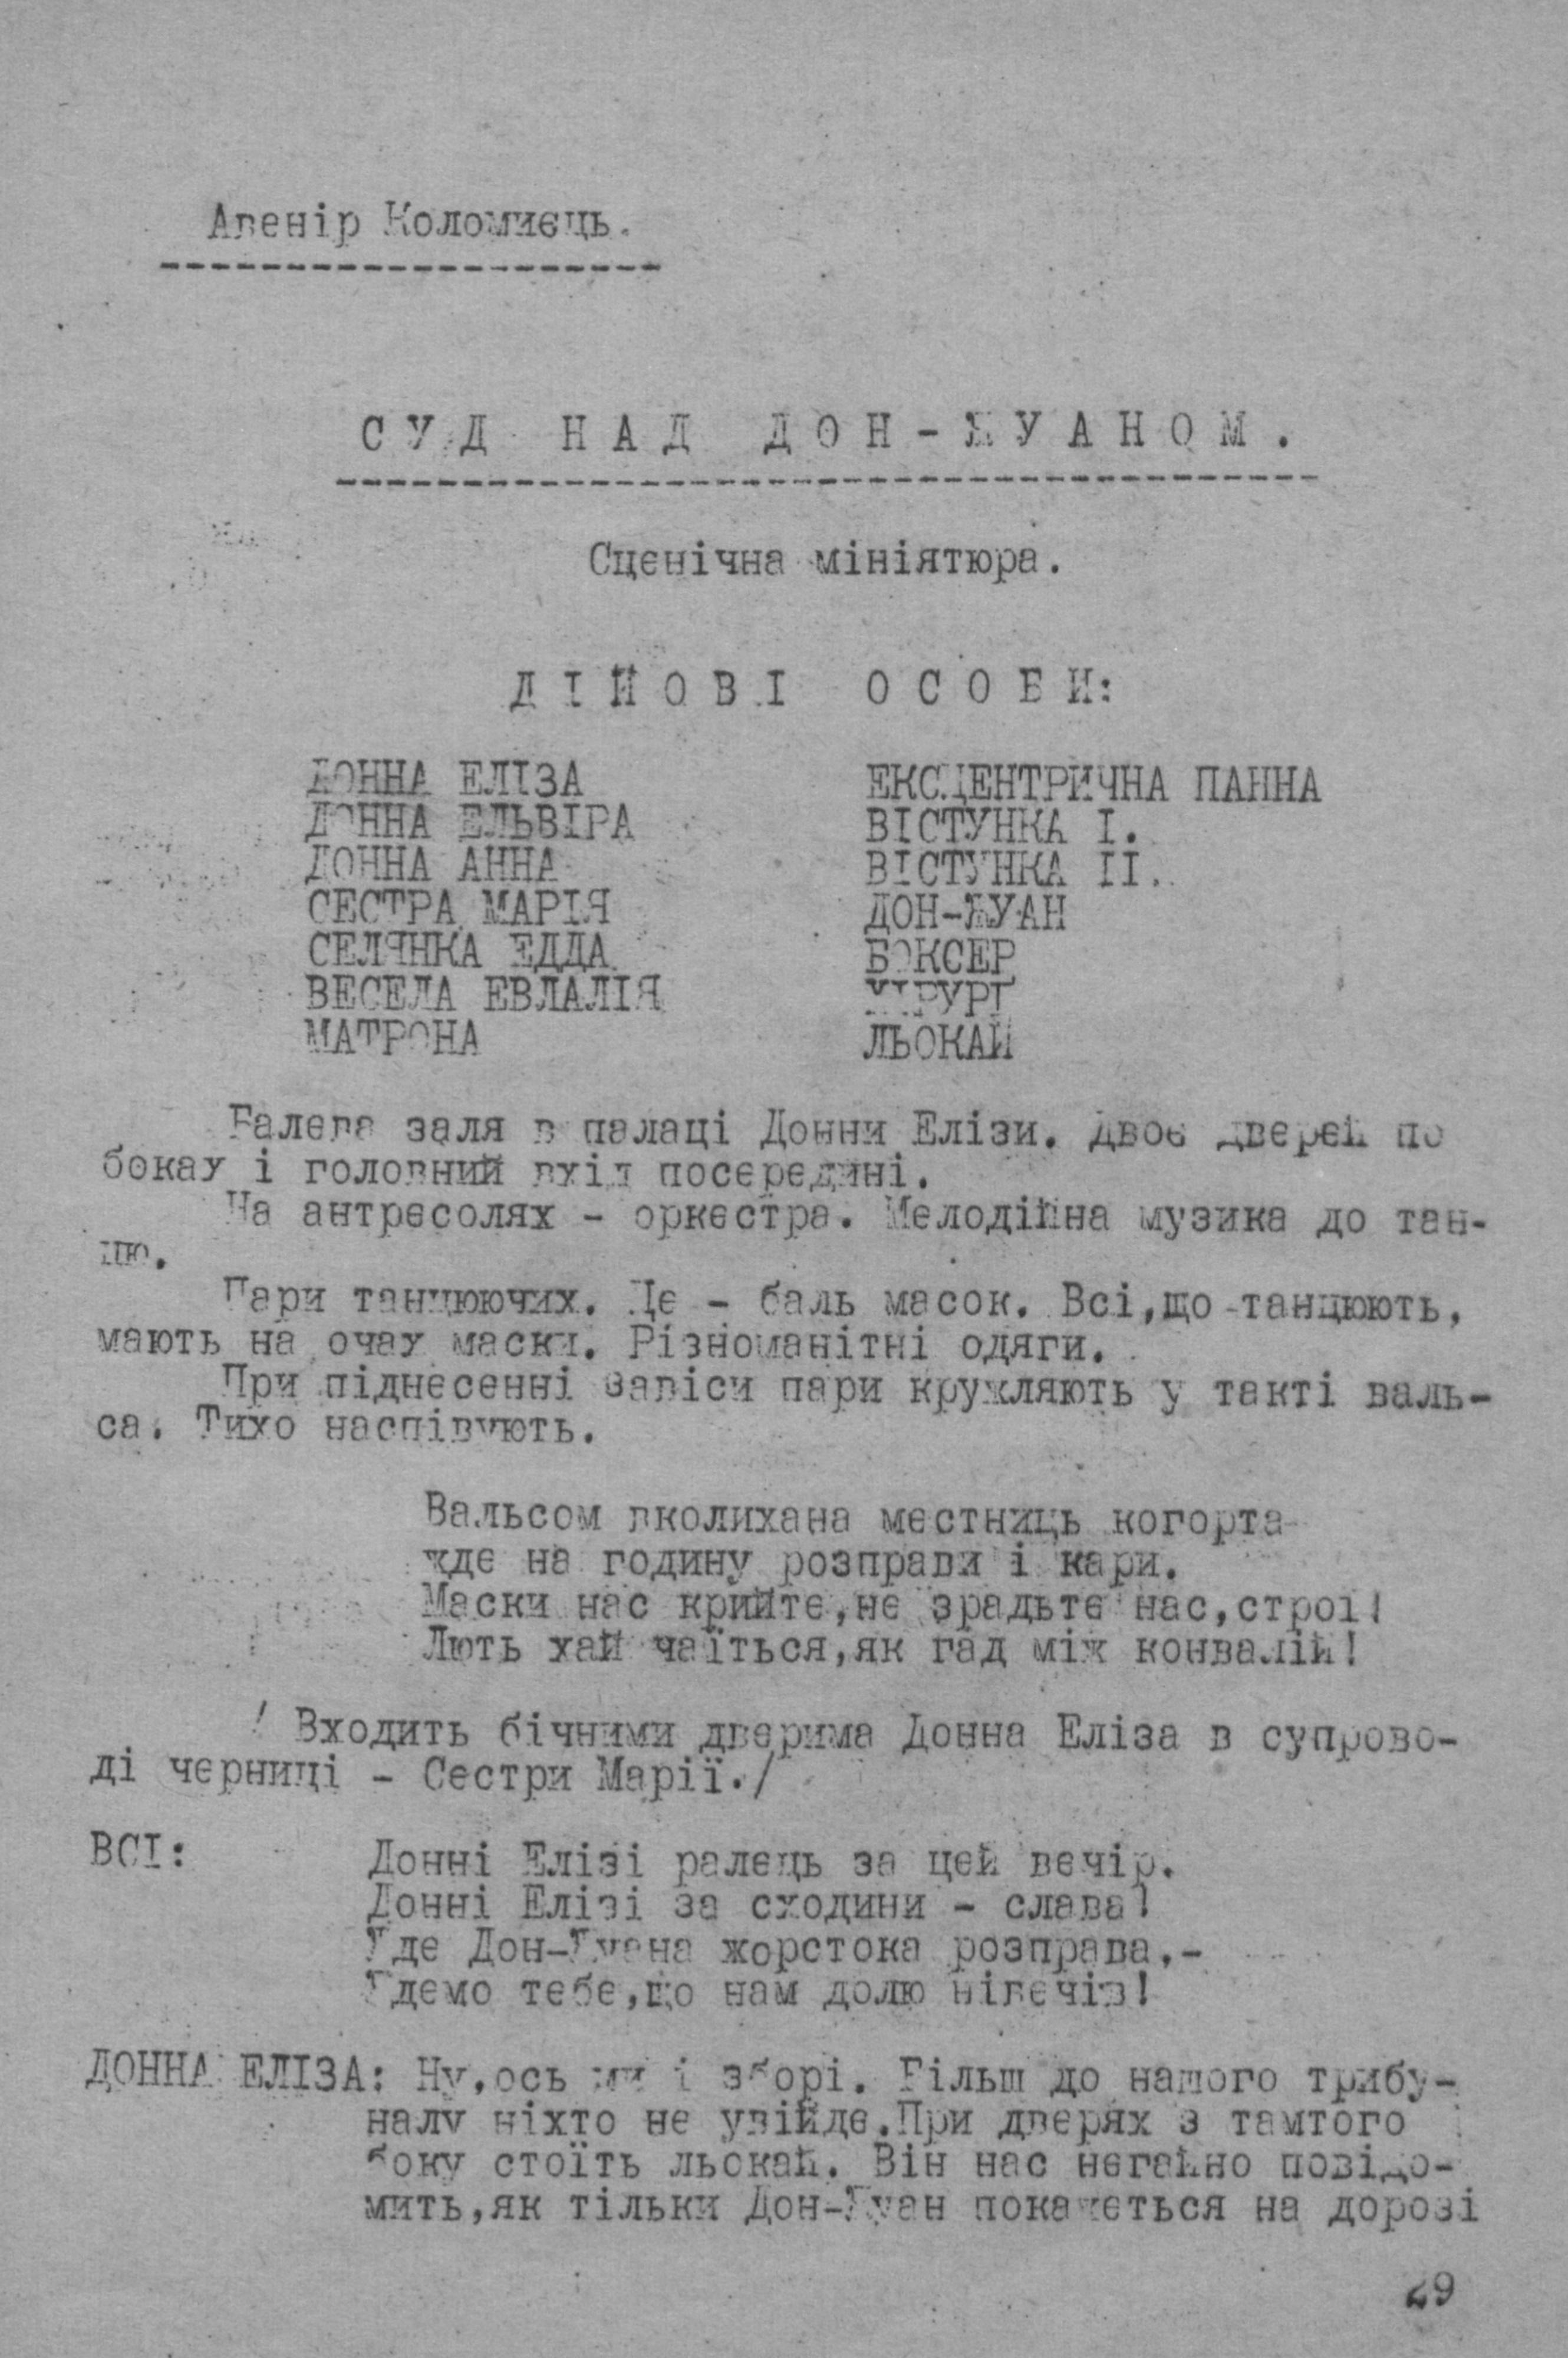 Авенір Коломиєць.
СУД НАД ДОН-ЖУАНОМ.
Сценічна мініятюра.
ДІЙОВІ ОСОБИ:
ДОННА ЕЛІЗА
ДОННА ЕЛЬВІРА
ДОННА АННА
СЕСТРА МАРІЯ
СЕЛЯНКА ЕДДА
ВЕСЕЛА ЕВЛАЛІЯ
МАТРОНА
ЕКСЦЕНТРИЧНА ПАННА
ВІСТУНКА І.
ВІСТУНКА ІІ.
ДОН-ЖУАН
БОКСЕР
ХІРУРГ
ЛЬОКАЙ
Балева заля в палаці Донни Елізи. Двоє дверей по
боках і головний вхід посередині.
На антресолях - оркестра. Мелодійна музика до тан-
цю.
Пари танцюючих. Це - баль масок. Всі,що танцюють,
мають на очах маски. Різноманітні одяги.
При піднесенні завіси пари кружляють у такті валь-
са. Тихо наспівують.
Вальсом вколихана местниць когорта
жде на годину розправи і кари.
Маски нас крийте,не зрадьте нас,строї!
Лють хай чаїться,як гад між конвалій!
/ Входить бічними дверима Донна Еліза в супрово-
ді черниці - Сестри Марії./
ВСІ: Донні Елізі ралець за цей вечір.
Донні Елізі за сходини - слава!
Жде Дон-Жуана жорстока розправа,-
Ждемо тебе,що нам долю нівечів!
ДОННА ЕЛІЗА: Ну,ось ми і зборі. Більш до нашого трибу-
налу ніхто не увійде.При дверях з тамтого
боку стоїть льокай. Він нас негайно повідо-
мить,як тільки Дон-Жуан покажеться на дорозі
29